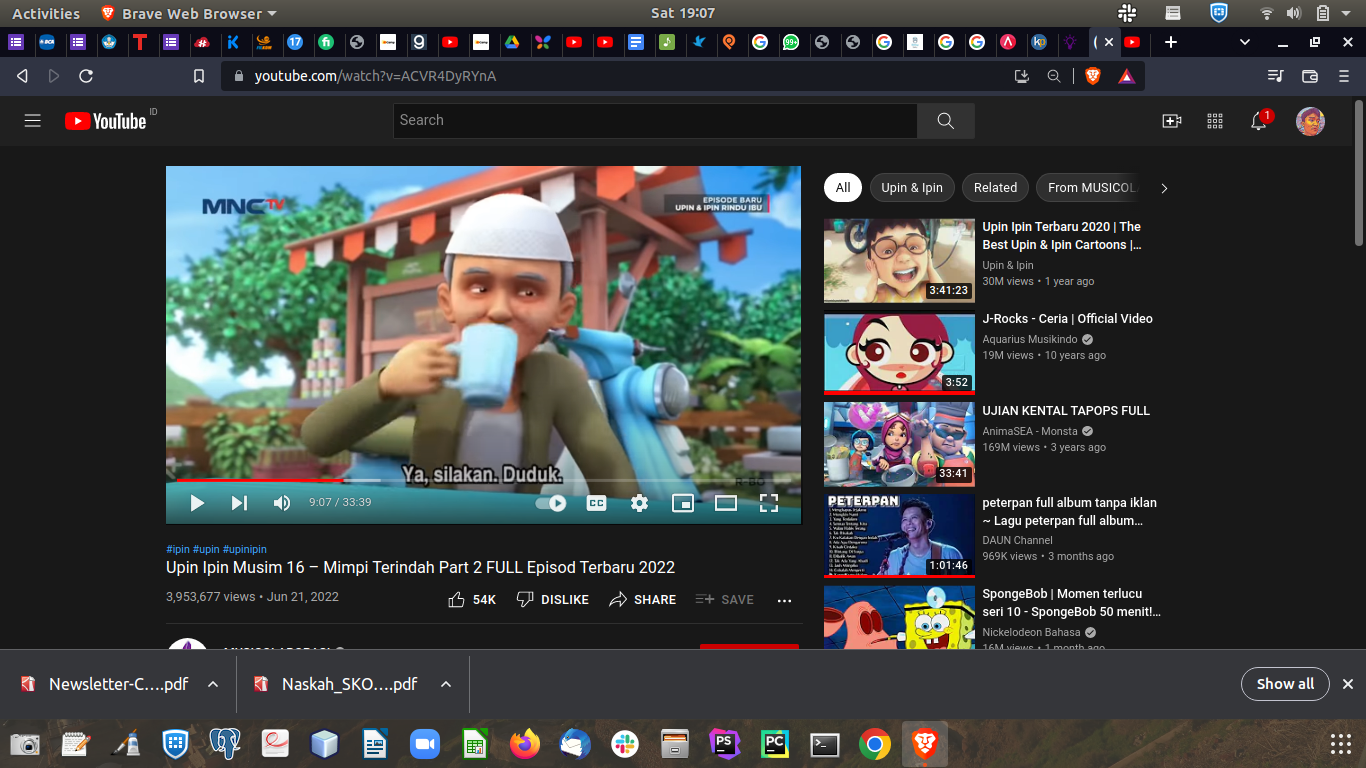 Activities
Brave Web Browser
Sat 19:07
youtube.com/watch?v=ACVR4DyRYnA
YouTube ID
Search
1
MNCTV
EPISODE BARU
UPIN & IPIN RINDU IBU
Ya, silakan. Duduk.
9:07 / 33:39
CC
#ipin #upin #upinipin
Upin Ipin Musim 16 – Mimpi Terindah Part 2 FULL Episod Terbaru 2022
3,953,677 views • Jun 21, 2022
54K
DISLIKE
SHARE
SAVE
All
Upin & Ipin
Related
From MUSICOL
3:41:23
Upin Ipin Terbaru 2020 | The
Best Upin & Ipin Cartoons |…
Upin & Ipin
30M views • 1 year ago
3:52
J-Rocks - Ceria | Official Video
Aquarius Musikindo
19M views • 10 years ago
33:41
UJIAN KENTAL TAPOPS FULL
AnimaSEA - Monsta
169M views • 3 years ago
PETERPAN
1:01:46
peterpan full album tanpa iklan
~ Lagu peterpan full album…
DAUN Channel
969K views • 3 months ago
SpongeBob | Momen terlucu
seri 10 - SpongeBob 50 menit!…
Nickelodeon Bahasa
16M views • 1 month ago
Newsletter-C….pdf
Naskah_SKO….pdf
Show all
PS
PC